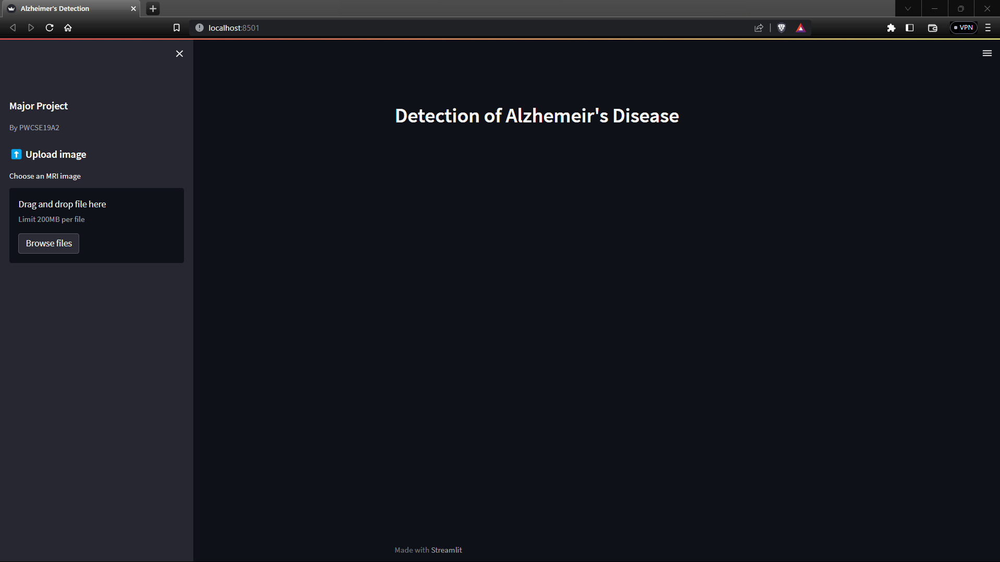 Alzheimer's Detection
localhost:8501
VPN
Major Project
By PWCSE19A2
Upload image
Choose an MRI image
Drag and drop file here
Limit 200MB per file
Browse files
Detection of Alzhemeir's Disease
Made with Streamlit